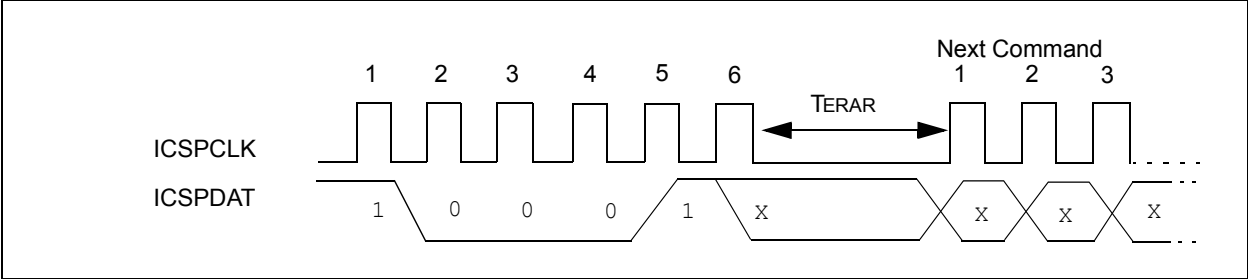 Next Command
1 2 3 4 5 6 1 2 3
TERAR
ICSPCLK
ICSPDAT
1 0 0 0 1 X X X X